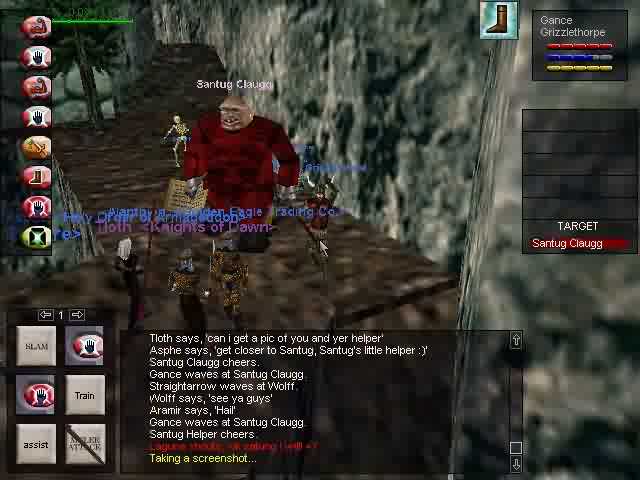 Gance
Grizzlethorpe
Santug Claugg
Tloth <Knights of Dawn>
TARGET
Santug Claugg
1
SLAM
Train
assist
MELEE
ATTACK
Tloth says, 'can i get a pic of you and yer helper'
Asphe says, 'get closer to Santug, Santug's little helper :)'
Santug Claugg cheers.
Gance waves at Santug Claugg.
Straightarrow waves at Wolff.
Wolff says, 'see ya guys'
Aramir says, 'Hail'
Gance waves at Santug Claugg.
Santug Helper cheers.
Taking a screenshot...